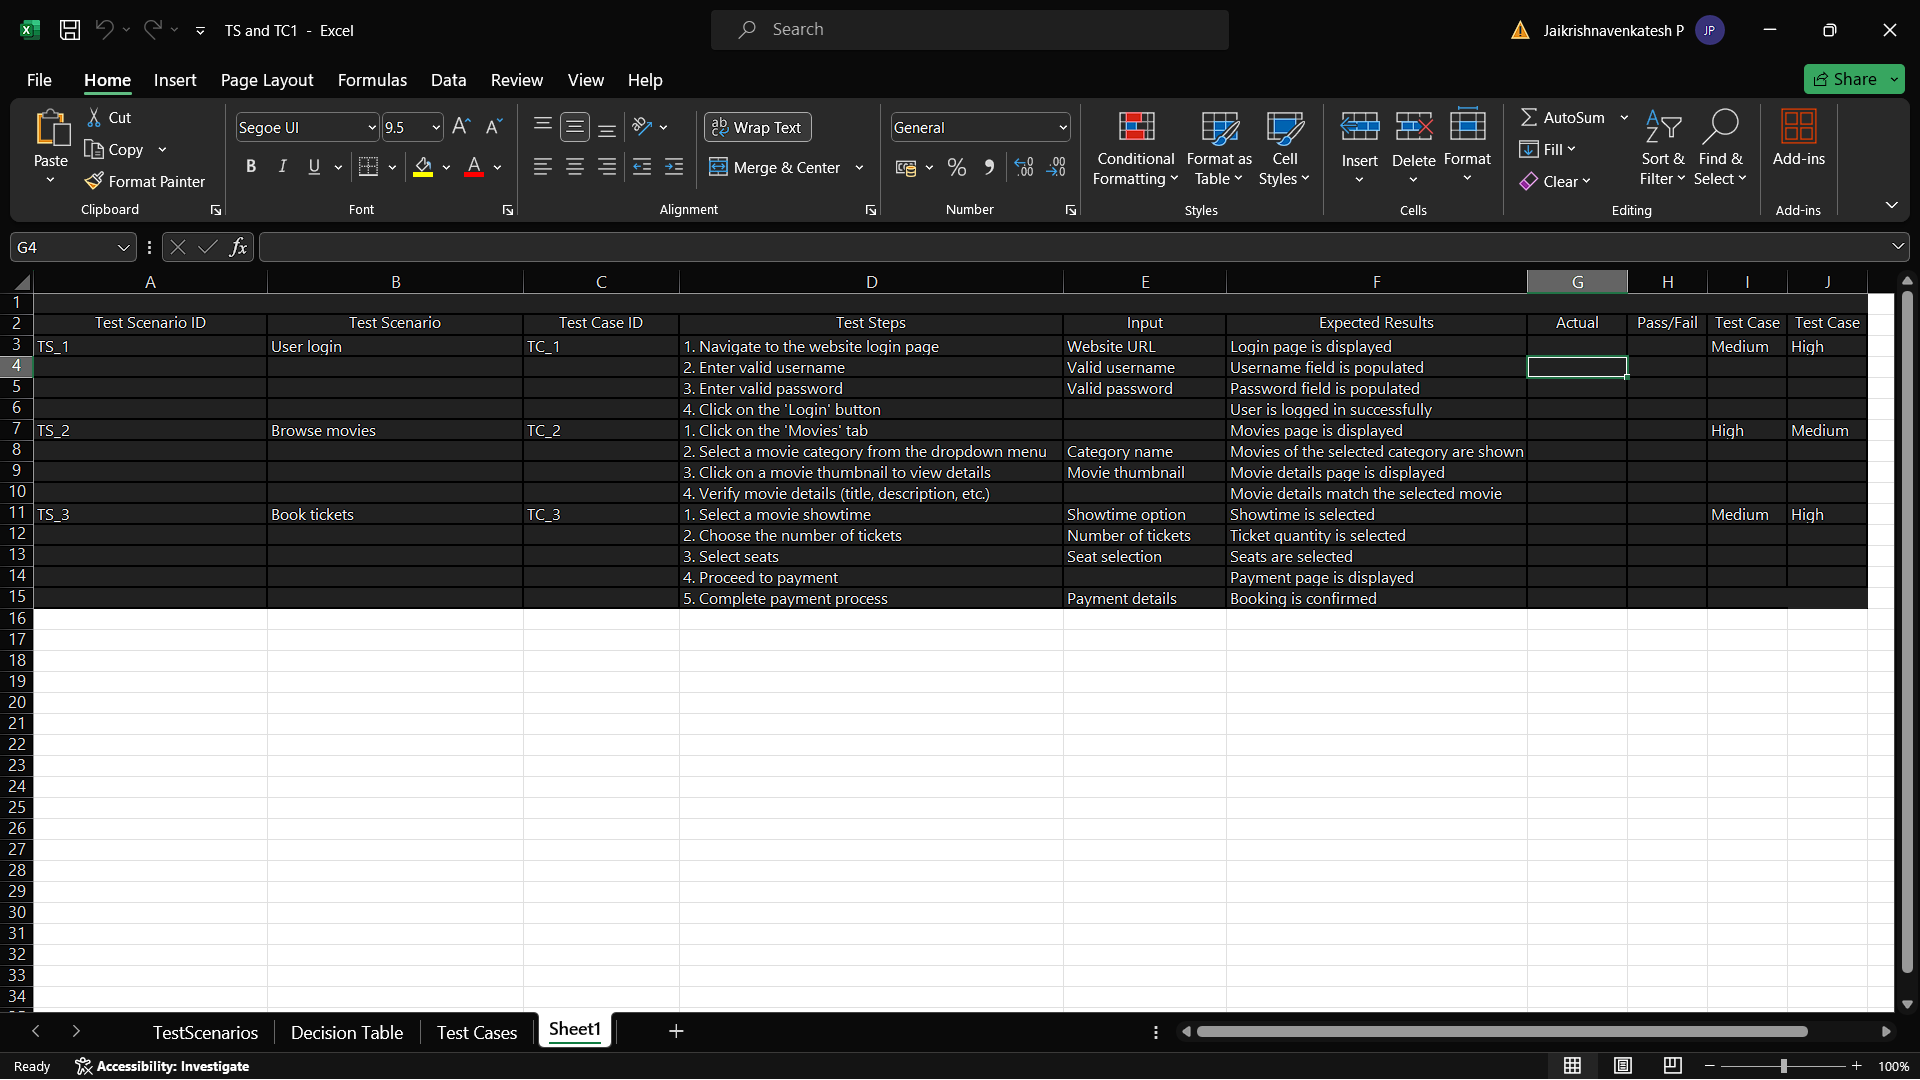 TS and TC1 - Excel
Search
Jaikrishnavenkatesh P JP
File Home Insert Page Layout Formulas Data Review View Help
Share
Paste
Cut
Copy
Format Painter
Clipboard
Segoe UI 9.5
B I U
Font
Wrap Text
Merge & Center
Alignment
General
Number
Conditional Formatting
Format as Table
Cell Styles
Styles
Insert Delete Format
Cells
AutoSum
Fill
Clear
Sort & Filter
Find & Select
Editing
Add-ins
Add-ins
G4 fx
A B C D E F G H I J
1
2 Test Scenario ID Test Scenario Test Case ID Test Steps Input Expected Results Actual Pass/Fail Test Case Test Case
3 TS_1 User login TC_1 1. Navigate to the website login page Website URL Login page is displayed Medium High
4 2. Enter valid username Valid username Username field is populated
5 3. Enter valid password Valid password Password field is populated
6 4. Click on the 'Login' button User is logged in successfully
7 TS_2 Browse movies TC_2 1. Click on the 'Movies' tab Movies page is displayed High Medium
8 2. Select a movie category from the dropdown menu Category name Movies of the selected category are shown
9 3. Click on a movie thumbnail to view details Movie thumbnail Movie details page is displayed
10 4. Verify movie details (title, description, etc.) Movie details match the selected movie
11 TS_3 Book tickets TC_3 1. Select a movie showtime Showtime option Showtime is selected Medium High
12 2. Choose the number of tickets Number of tickets Ticket quantity is selected
13 3. Select seats Seat selection Seats are selected
14 4. Proceed to payment Payment page is displayed
15 5. Complete payment process Payment details Booking is confirmed
16
17
18
19
20
21
22
23
24
25
26
27
28
29
30
31
32
33
34
TestScenarios Decision Table Test Cases Sheet1
Ready Accessibility: Investigate 100%